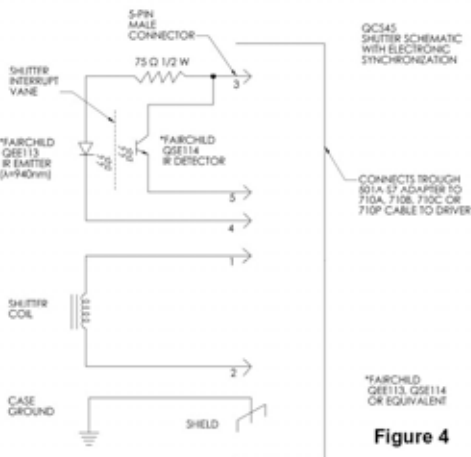 5-PIN
MALE
CONNECTOR
QCS45
SHUTTER SCHEMATIC
WITH ELECTRONIC
SYNCHRONIZATION
75 Ω 1/2 W
3
SHUTTER
INTERRUPT
VANE
*FAIRCHILD
QEE113
IR EMITTER
(λ=940nm)
*FAIRCHILD
QSE114
IR DETECTOR
5
4
CONNECTS TROUGH
801A S7 ADAPTER TO
710A, 710B, 710C OR
710P CABLE TO DRIVER
1
SHUTTER
COIL
2
CASE
GROUND
SHIELD
*FAIRCHILD
QEE113, QSE114
OR EQUIVALENT
Figure 4